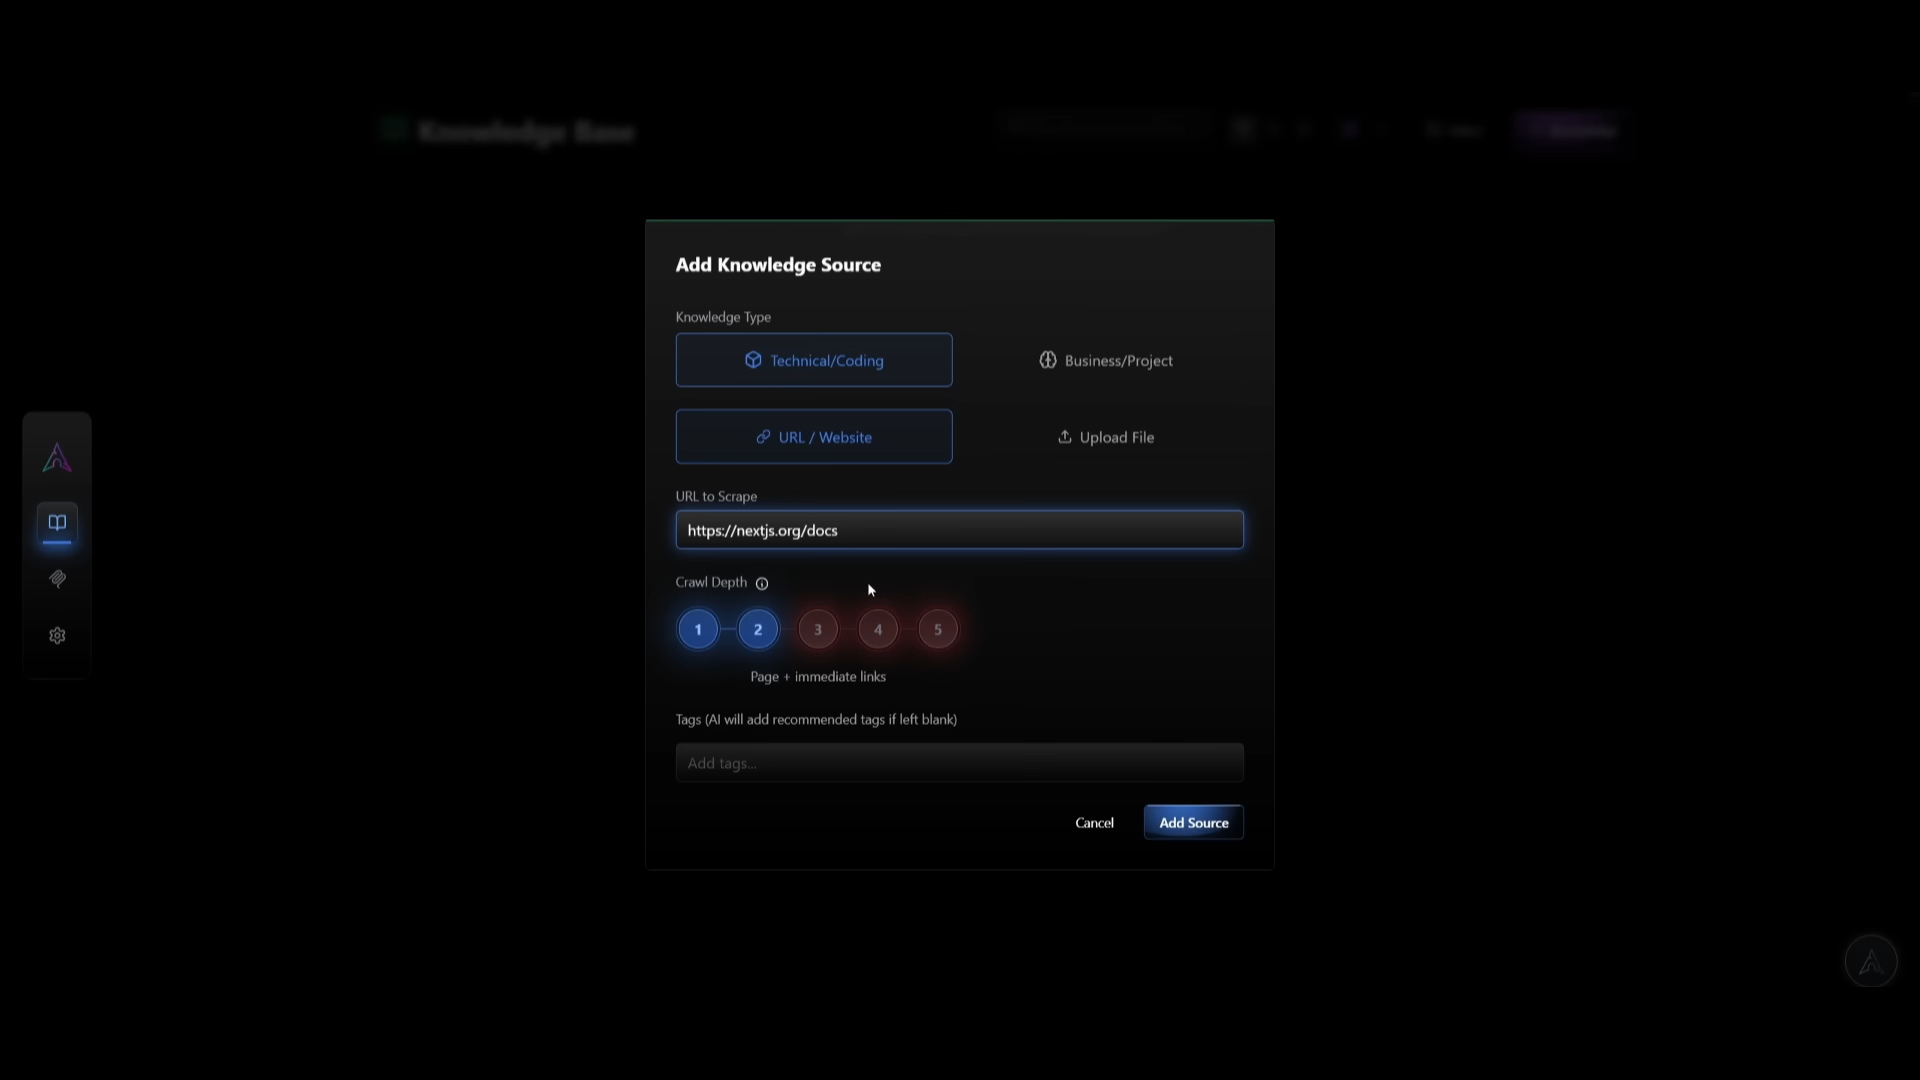 Knowledge Base
Add Knowledge Source
Knowledge Type
Technical/Coding
Business/Project
URL / Website
Upload File
URL to Scrape
https://nextjs.org/docs
Crawl Depth
1 2 3 4 5
Page + immediate links
Tags (AI will add recommended tags if left blank)
Add tags...
Cancel
Add Source